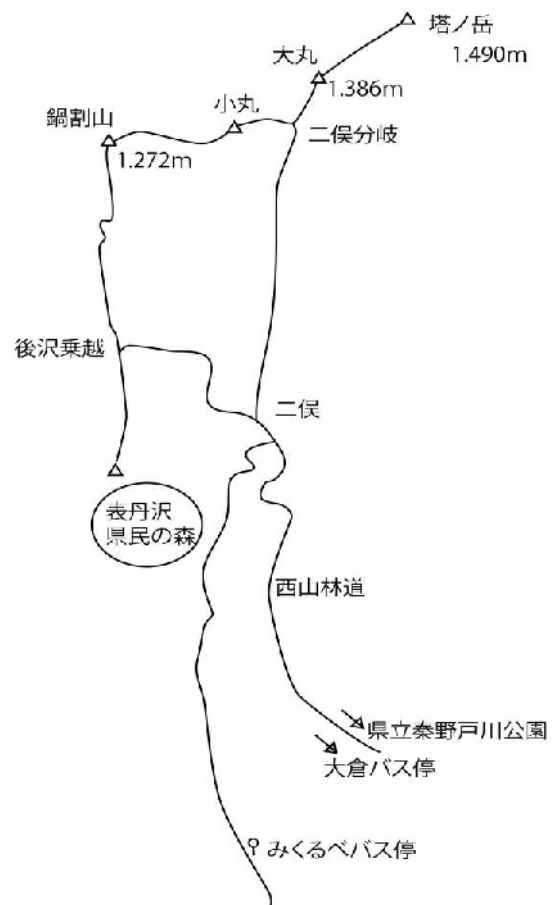 塔ノ岳
1.490m
大丸
1.386m
小丸
二俣分岐
鍋割山
1.272m
後沢乗越
二俣
表丹沢
県民の森
西山林道
県立秦野戸川公園
大倉バス停
みくるべバス停